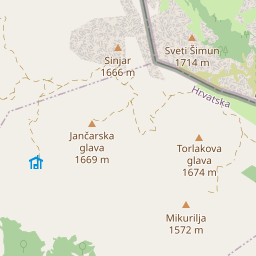 Sveti Šimun
1714 m
Sinjar
1666 m
Hrvatska
Jančarska
glava
1669 m
Torlakova
glava
1674 m
Mikurilja
1572 m